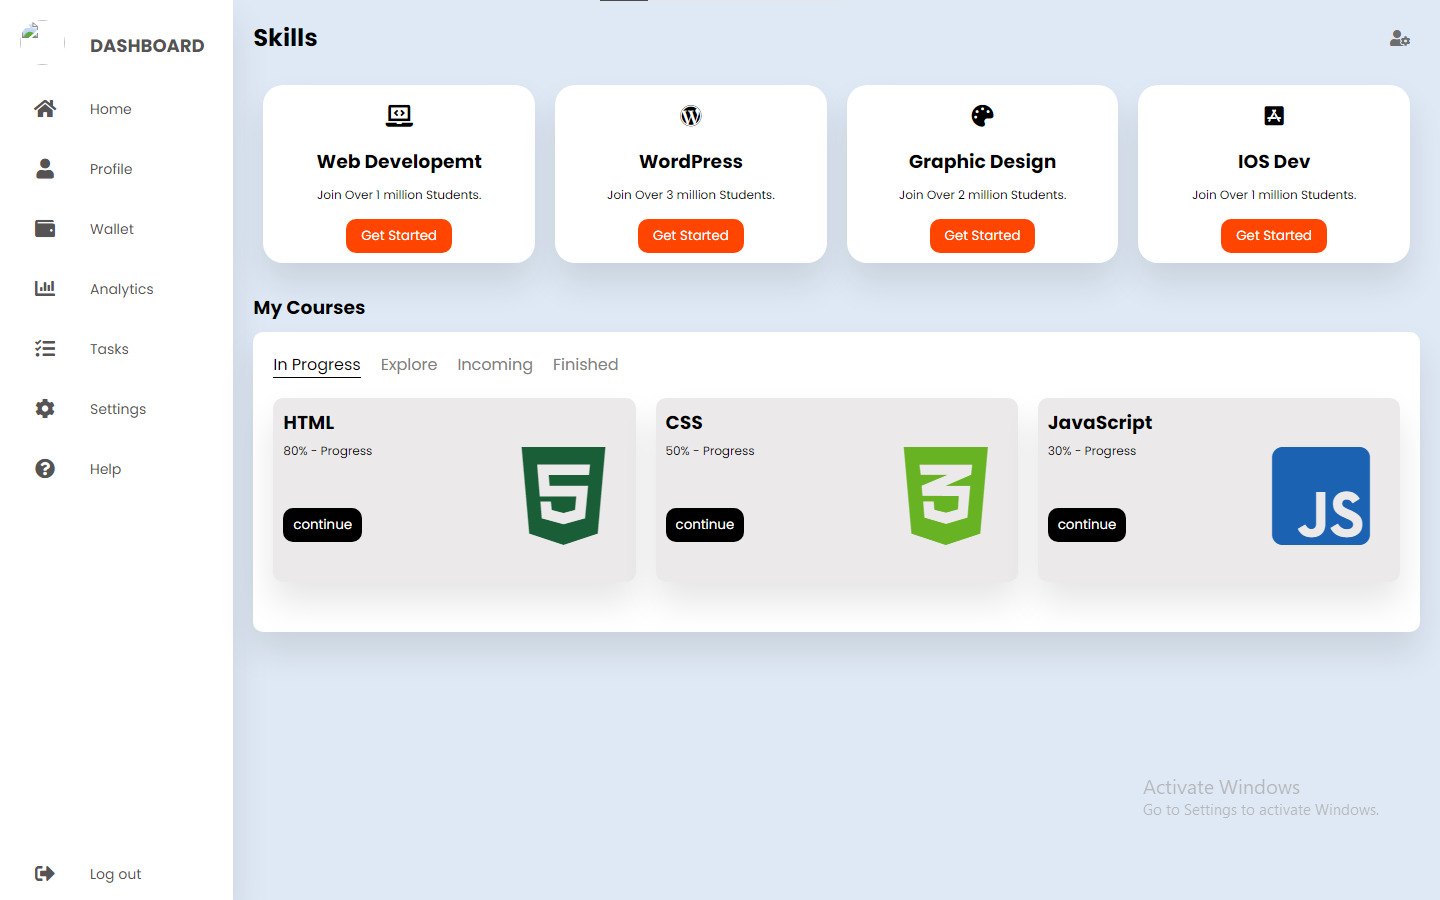 DASHBOARD
Home
Profile
Wallet
Analytics
Tasks
Settings
Help
Log out
Skills
Web Developemt
Join Over 1 million Students.
Get Started
WordPress
Join Over 3 million Students.
Get Started
Graphic Design
Join Over 2 million Students.
Get Started
IOS Dev
Join Over 1 million Students.
Get Started
My Courses
In Progress Explore Incoming Finished
HTML
80% - Progress
continue
5
CSS
50% - Progress
continue
3
JavaScript
30% - Progress
continue
JS
Activate Windows
Go to Settings to activate Windows.